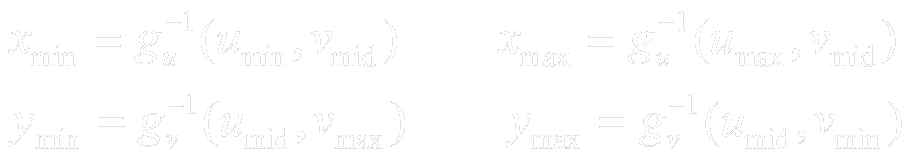 x_min = g_u^{-1}(u_min, v_mid) x_max = g_u^{-1}(u_max, v_mid)
y_min = g_v^{-1}(u_mid, v_max) y_max = g_v^{-1}(u_mid, v_min)